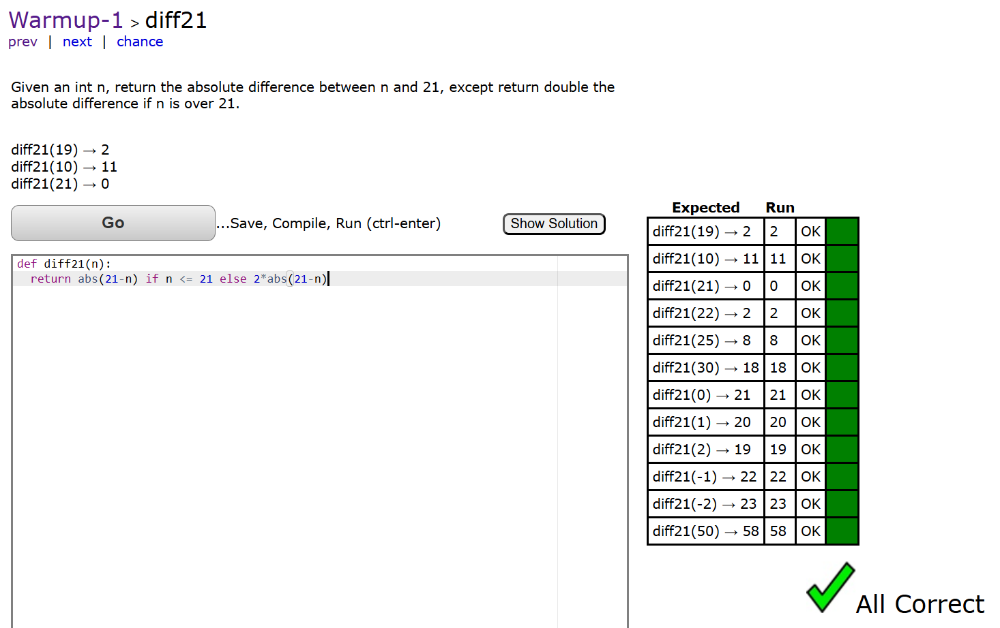 Warmup-1 > diff21
prev | next | chance
Given an int n, return the absolute difference between n and 21, except return double the
absolute difference if n is over 21.
diff21(19) → 2
diff21(10) → 11
diff21(21) → 0
Go
...Save, Compile, Run (ctrl-enter)
Show Solution
def diff21(n):
  return abs(21-n) if n <= 21 else 2*abs(21-n)
Expected Run
diff21(19) → 2 2 OK
diff21(10) → 11 11 OK
diff21(21) → 0 0 OK
diff21(22) → 2 2 OK
diff21(25) → 8 8 OK
diff21(30) → 18 18 OK
diff21(0) → 21 21 OK
diff21(1) → 20 20 OK
diff21(2) → 19 19 OK
diff21(-1) → 22 22 OK
diff21(-2) → 23 23 OK
diff21(50) → 58 58 OK
All Correct